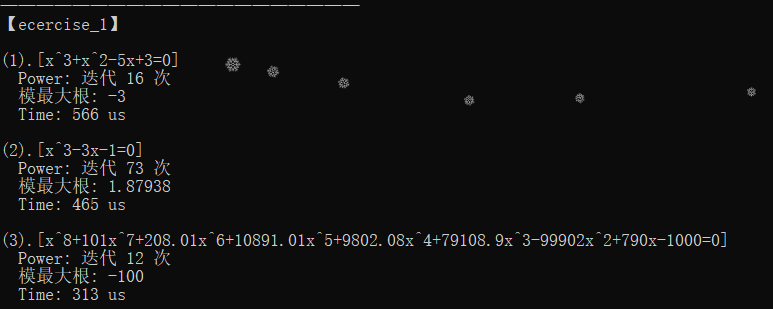 【ecercise_1】
(1).[x^3+x^2-5x+3=0]
Power: 迭代 16 次
模最大根: -3
Time: 566 us
(2).[x^3-3x-1=0]
Power: 迭代 73 次
模最大根: 1.87938
Time: 465 us
(3).[x^8+101x^7+208.01x^6+10891.01x^5+9802.08x^4+79108.9x^3-99902x^2+790x-1000=0]
Power: 迭代 12 次
模最大根: -100
Time: 313 us